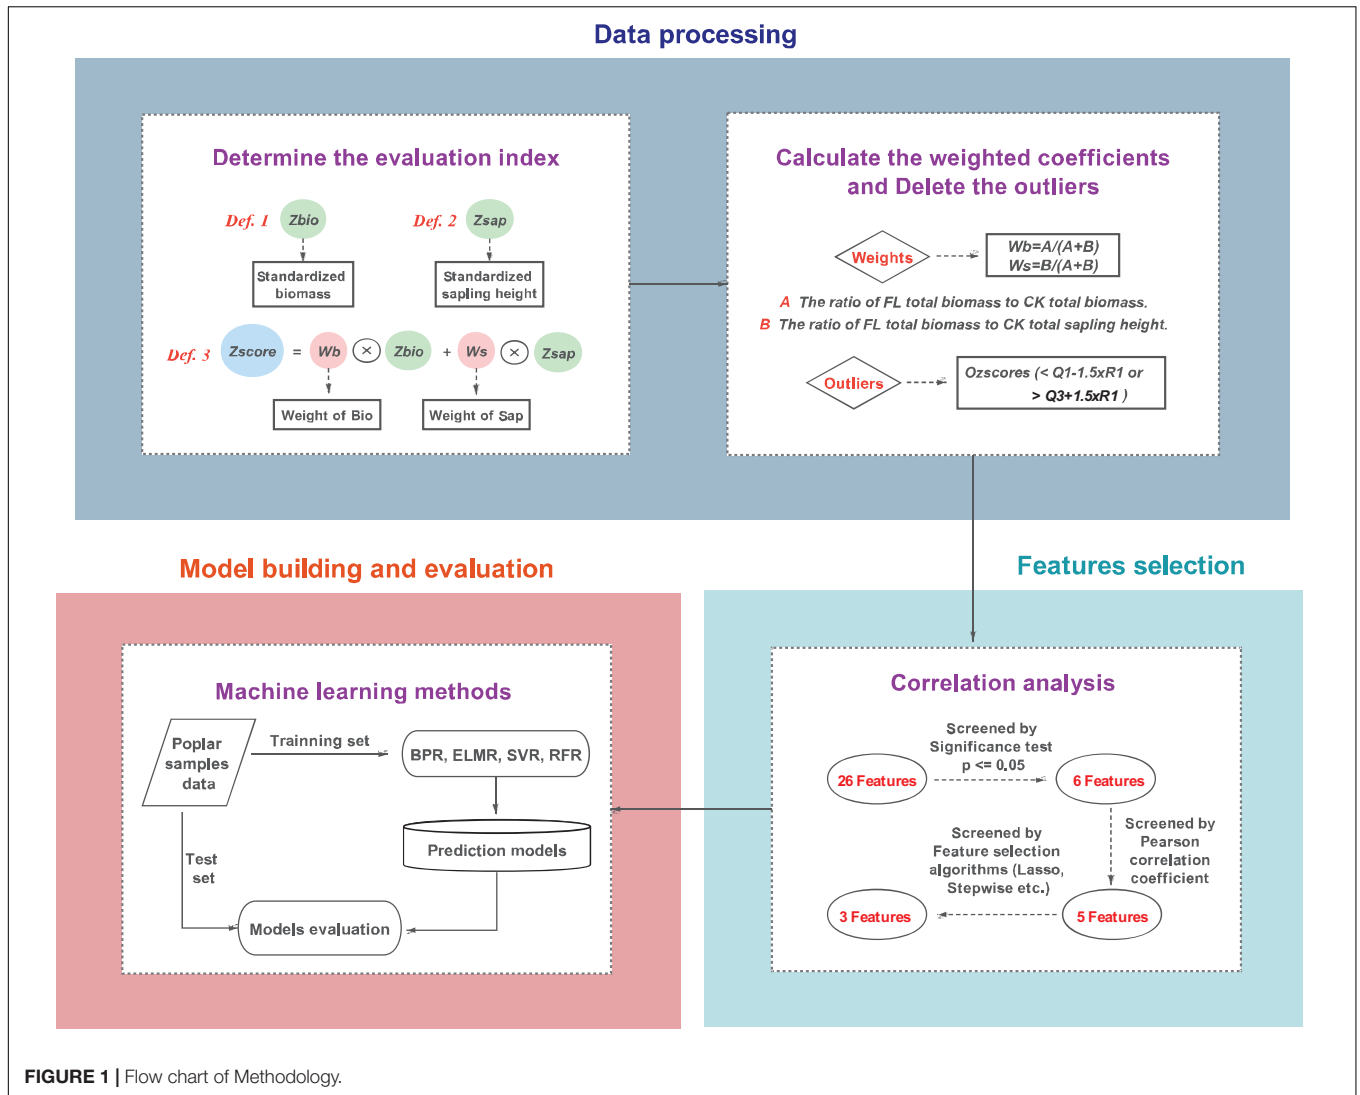 Data processing
Determine the evaluation index
Def. 1
Zbio
Def. 2
Zsap
Standardized
biomass
Standardized
sapling height
Def. 3
Zscore = Wb × Zbio + Ws × Zsap
Weight of Bio
Weight of Sap
Calculate the weighted coefficients
and Delete the outliers
Weights
Wb=A/(A+B)
Ws=B/(A+B)
A The ratio of FL total biomass to CK total biomass.
B The ratio of FL total biomass to CK total sapling height.
Outliers
Ozscores (< Q1-1.5xR1 or
> Q3+1.5xR1 )
Model building and evaluation
Machine learning methods
Poplar
samples
data
Trainning set
BPR, ELMR, SVR, RFR
Prediction models
Test
set
Models evaluation
Features selection
Correlation analysis
Screened by
Significance test
p <= 0.05
26 Features
6 Features
Screened by
Pearson
correlation
coefficient
Screened by
Feature selection
algorithms (Lasso,
Stepwise etc.)
3 Features
5 Features
FIGURE 1 | Flow chart of Methodology.